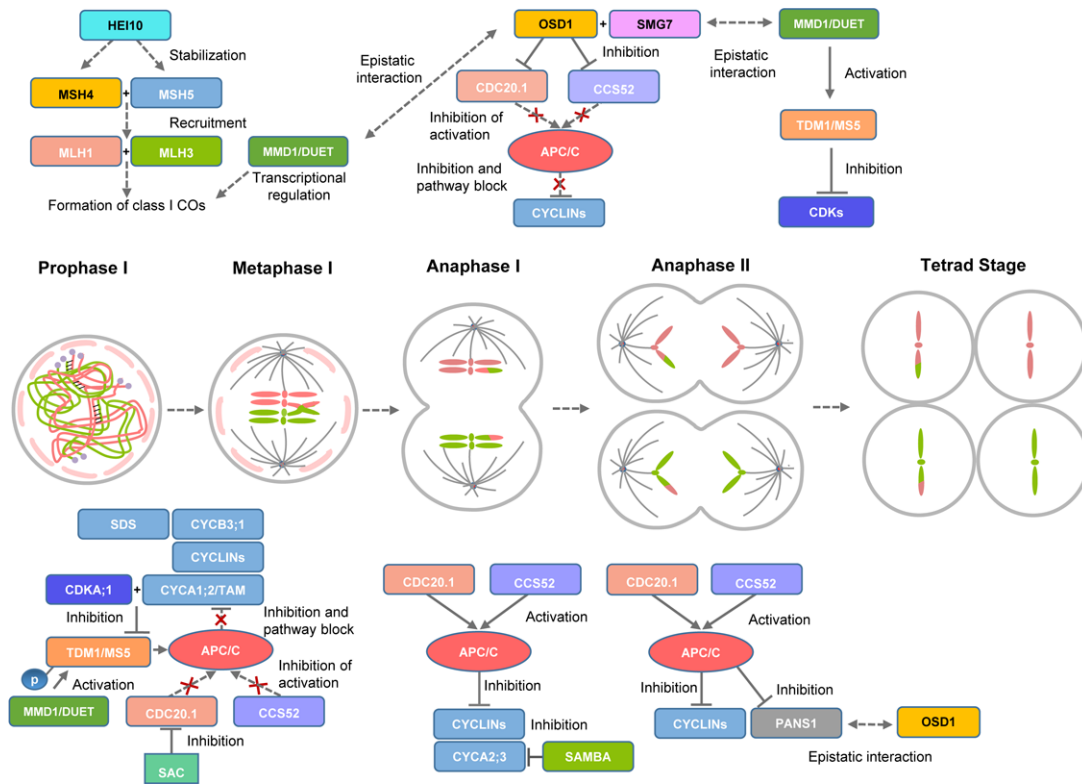 HEI10
Stabilization
MSH4 + MSH5
Recruitment
MLH1 + MLH3
MMD1/DUET
Transcriptional
regulation
Formation of class I COs
Epistatic
interaction
OSD1 + SMG7
Inhibition
CDC20.1
CCS52
Inhibition of
activation
APC/C
Inhibition and
pathway block
CYCLINs
Epistatic
interaction
MMD1/DUET
Activation
TDM1/MS5
Inhibition
CDKs
Prophase I
Metaphase I
Anaphase I
Anaphase II
Tetrad Stage
SDS
CYCB3;1
CYCLINs
CDKA;1 + CYCA1;2/TAM
Inhibition
Inhibition and
pathway block
TDM1/MS5
APC/C
p
Activation
Inhibition of
activation
MMD1/DUET
CDC20.1
CCS52
Inhibition
SAC
CDC20.1
CCS52
Activation
APC/C
Inhibition
CYCLINs
Inhibition
CYCA2;3
SAMBA
CDC20.1
CCS52
Activation
APC/C
Inhibition
Inhibition
CYCLINs
PANS1
OSD1
Epistatic interaction